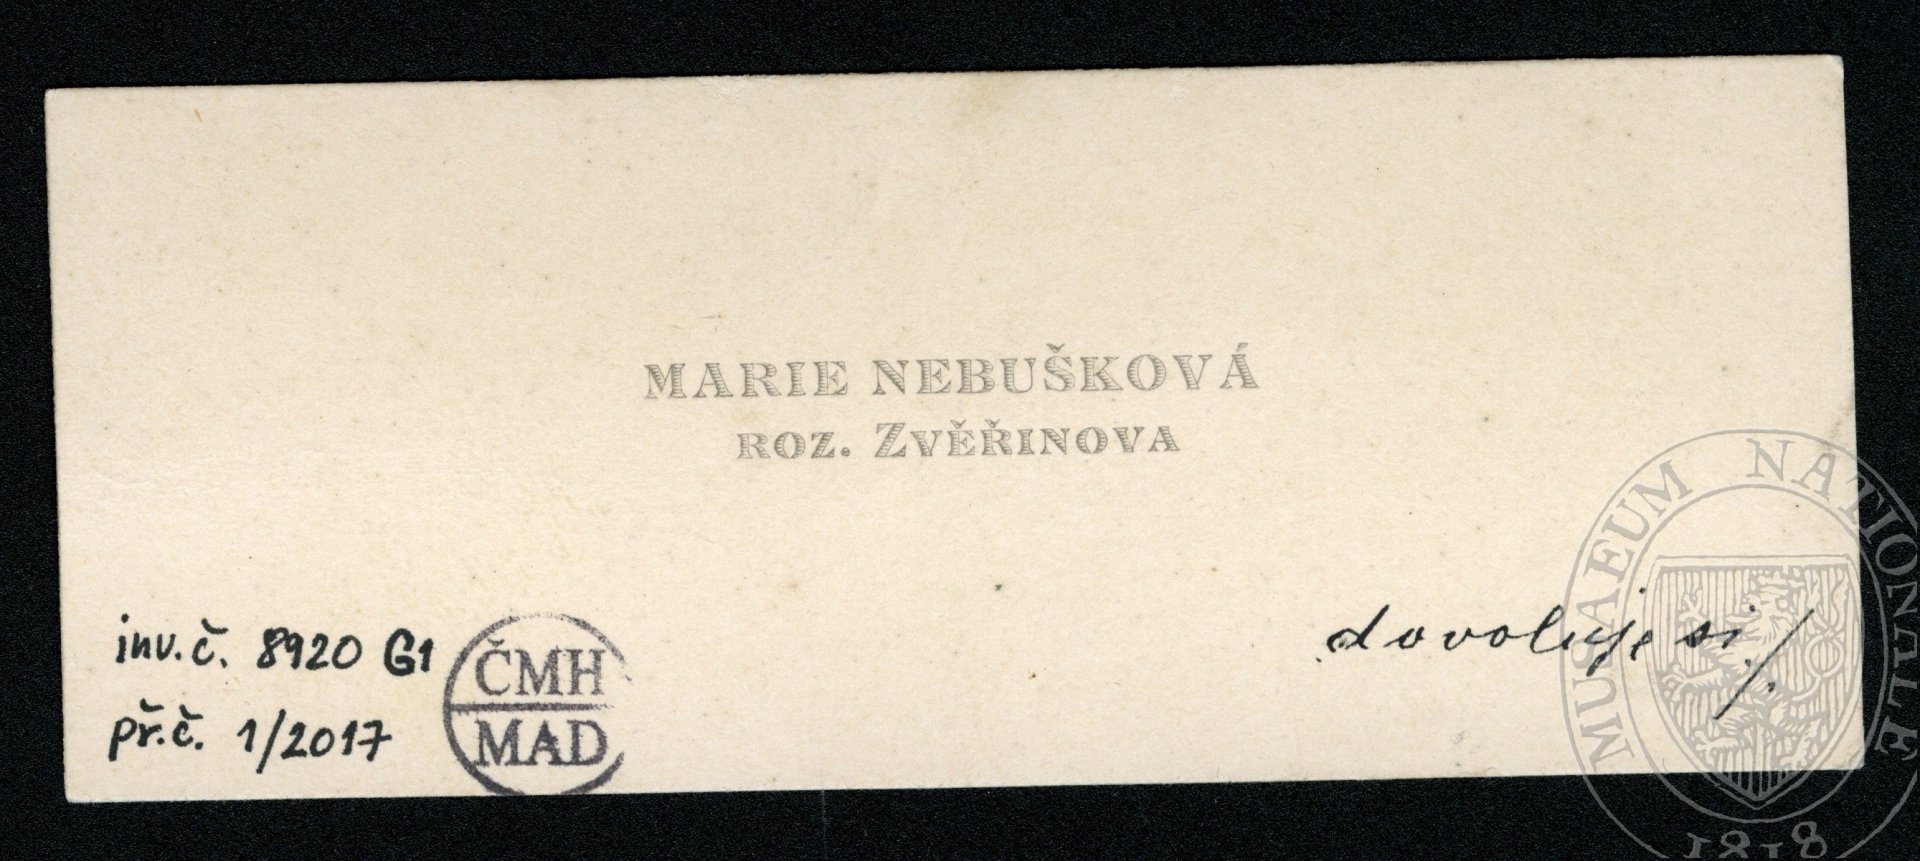 MARIE NEBUŠKOVÁ
ROZ. ZVĚŘINOVA
dovoluje si /.
inv.č. 8920 G1
př.č. 1/2017
ČMH
MAD
MUSAEUM NATIONALE
1818